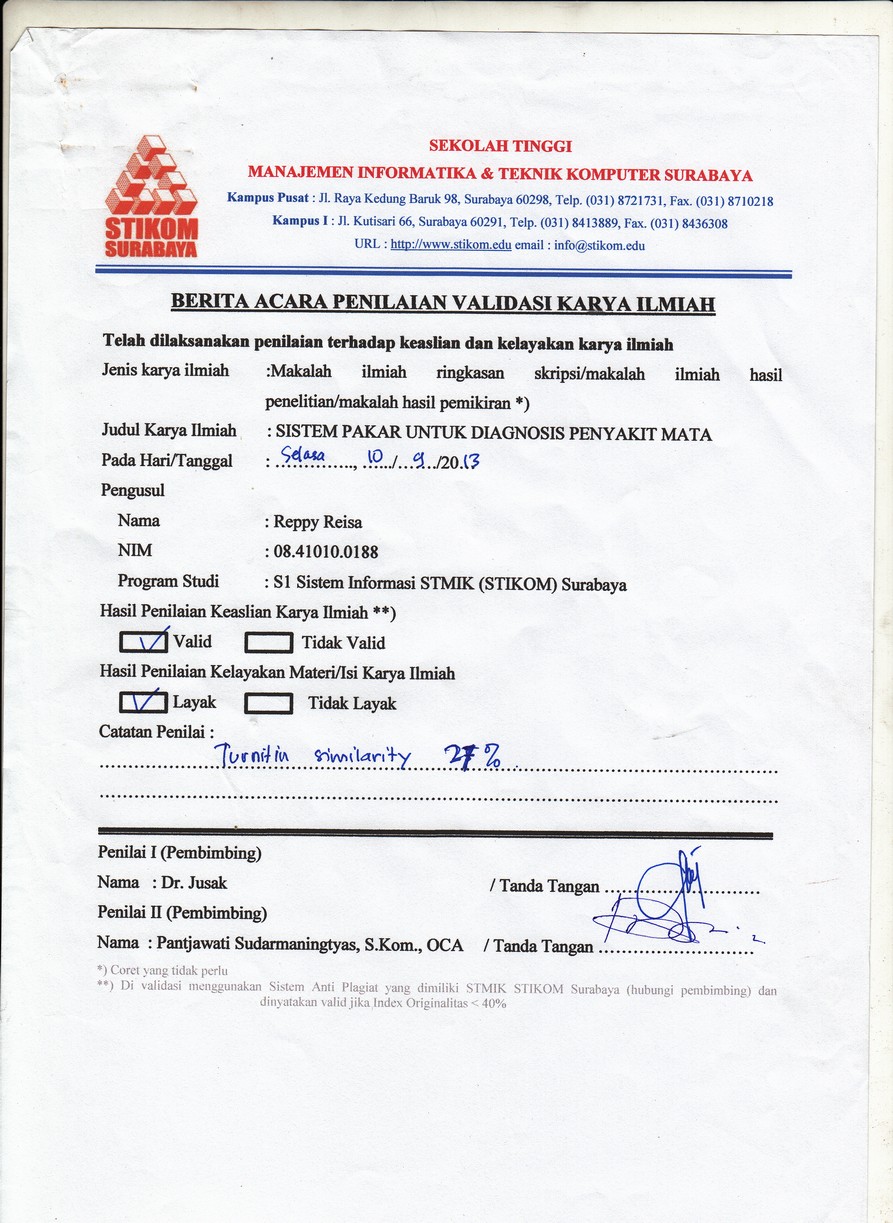 STIKOM
SURABAYA
SEKOLAH TINGGI
MANAJEMEN INFORMATIKA & TEKNIK KOMPUTER SURABAYA
Kampus Pusat : Jl. Raya Kedung Baruk 98, Surabaya 60298, Telp. (031) 8721731, Fax. (031) 8710218
Kampus I : Jl. Kutisari 66, Surabaya 60291, Telp. (031) 8413889, Fax. (031) 8436308
URL : http://www.stikom.edu email : info@stikom.edu
BERITA ACARA PENILAIAN VALIDASI KARYA ILMIAH
Telah dilaksanakan penilaian terhadap keaslian dan kelayakan karya ilmiah
Jenis karya ilmiah :Makalah ilmiah ringkasan skripsi/makalah ilmiah hasil
penelitian/makalah hasil pemikiran *)
Judul Karya Ilmiah : SISTEM PAKAR UNTUK DIAGNOSIS PENYAKIT MATA
Pada Hari/Tanggal : Selasa, 10/9/2013
Pengusul
Nama : Reppy Reisa
NIM : 08.41010.0188
Program Studi : S1 Sistem Informasi STMIK (STIKOM) Surabaya
Hasil Penilaian Keaslian Karya Ilmiah **)
Valid Tidak Valid
Hasil Penilaian Kelayakan Materi/Isi Karya Ilmiah
Layak Tidak Layak
Catatan Penilai :
Turnitin similarity 27%
Penilai I (Pembimbing)
Nama : Dr. Jusak / Tanda Tangan
Penilai II (Pembimbing)
Nama : Pantjawati Sudarmaningtyas, S.Kom., OCA / Tanda Tangan
*) Coret yang tidak perlu
**) Di validasi menggunakan Sistem Anti Plagiat yang dimiliki STMIK STIKOM Surabaya (hubungi pembimbing) dan
dinyatakan valid jika Index Originalitas < 40%